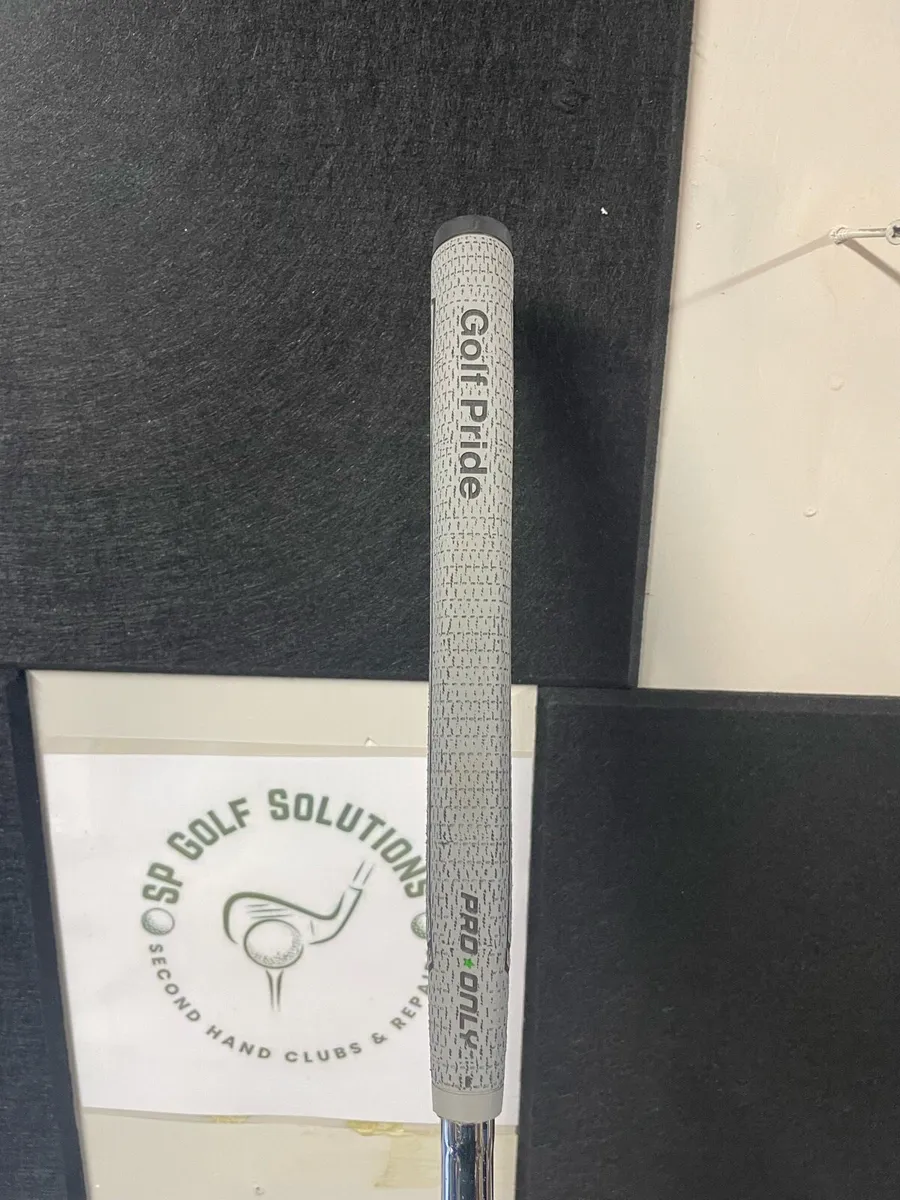 Golf Pride
PRO★ONLY
SP GOLF SOLUTIONS
SECOND HAND CLUBS & REPAI